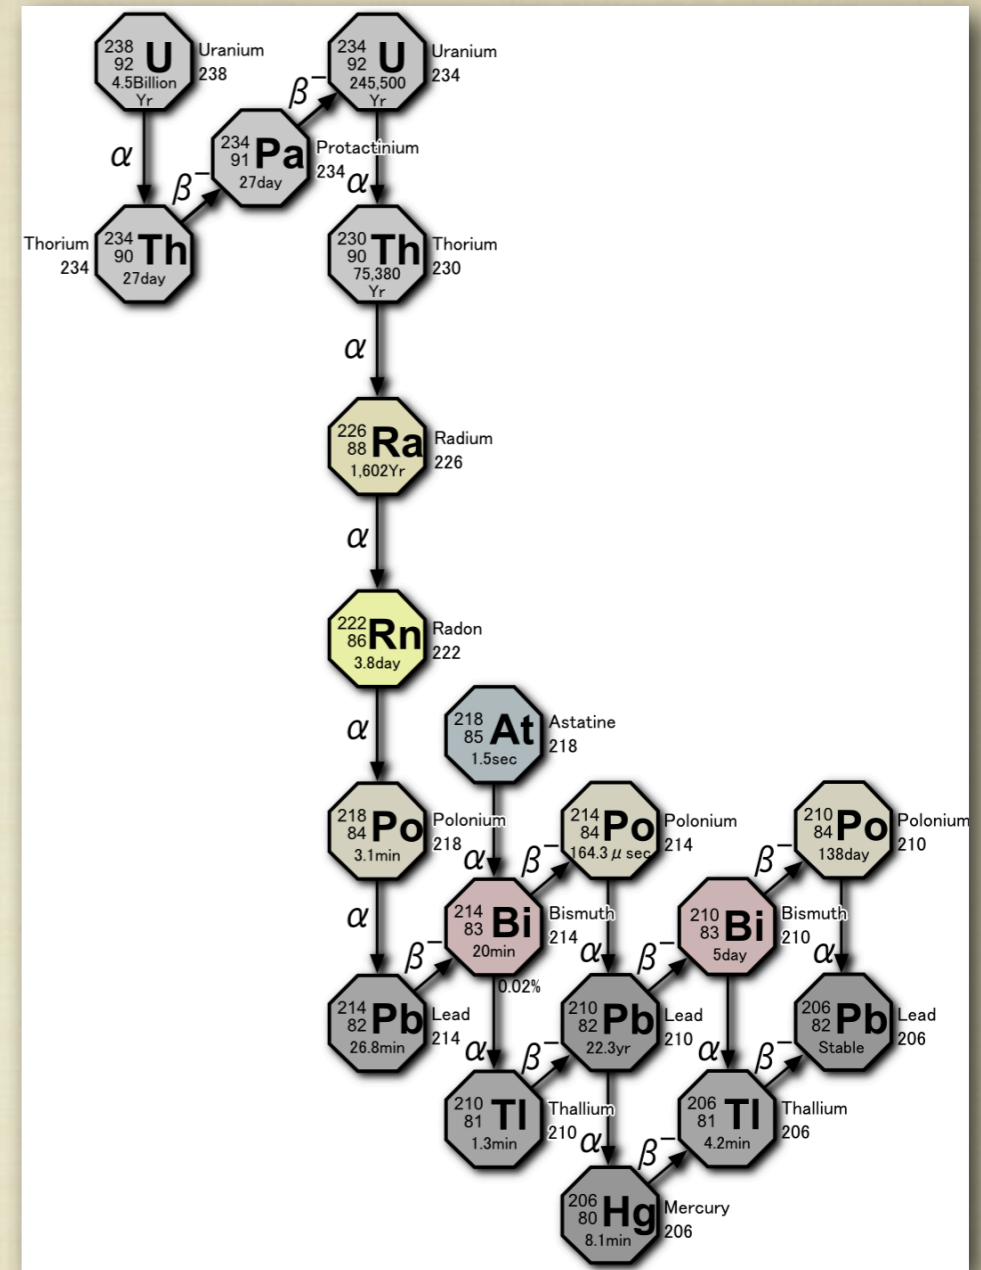 238
92
U
4.5Billion
Yr
Uranium
238
234
92
U
245,500
Yr
Uranium
234
β⁻
α
234
91
Pa
27day
Protactinium
234
α
β⁻
Thorium
234
234
90
Th
27day
230
90
Th
75,380
Yr
Thorium
230
α
226
88
Ra
1,602Yr
Radium
226
α
222
86
Rn
3.8day
Radon
222
α
218
85
At
1.5sec
Astatine
218
218
84
Po
3.1min
Polonium
218
α
β⁻
214
84
Po
164.3 μ sec
Polonium
214
β⁻
210
84
Po
138day
Polonium
210
α
β⁻
214
83
Bi
20min
Bismuth
214
0.02%
α
β⁻
210
83
Bi
5day
Bismuth
210
α
214
82
Pb
26.8min
Lead
214
α
β⁻
210
82
Pb
22.3yr
Lead
210
α
β⁻
206
82
Pb
Stable
Lead
206
210
81
Tl
1.3min
Thallium
210
α
β⁻
206
81
Tl
4.2min
Thallium
206
206
80
Hg
8.1min
Mercury
206